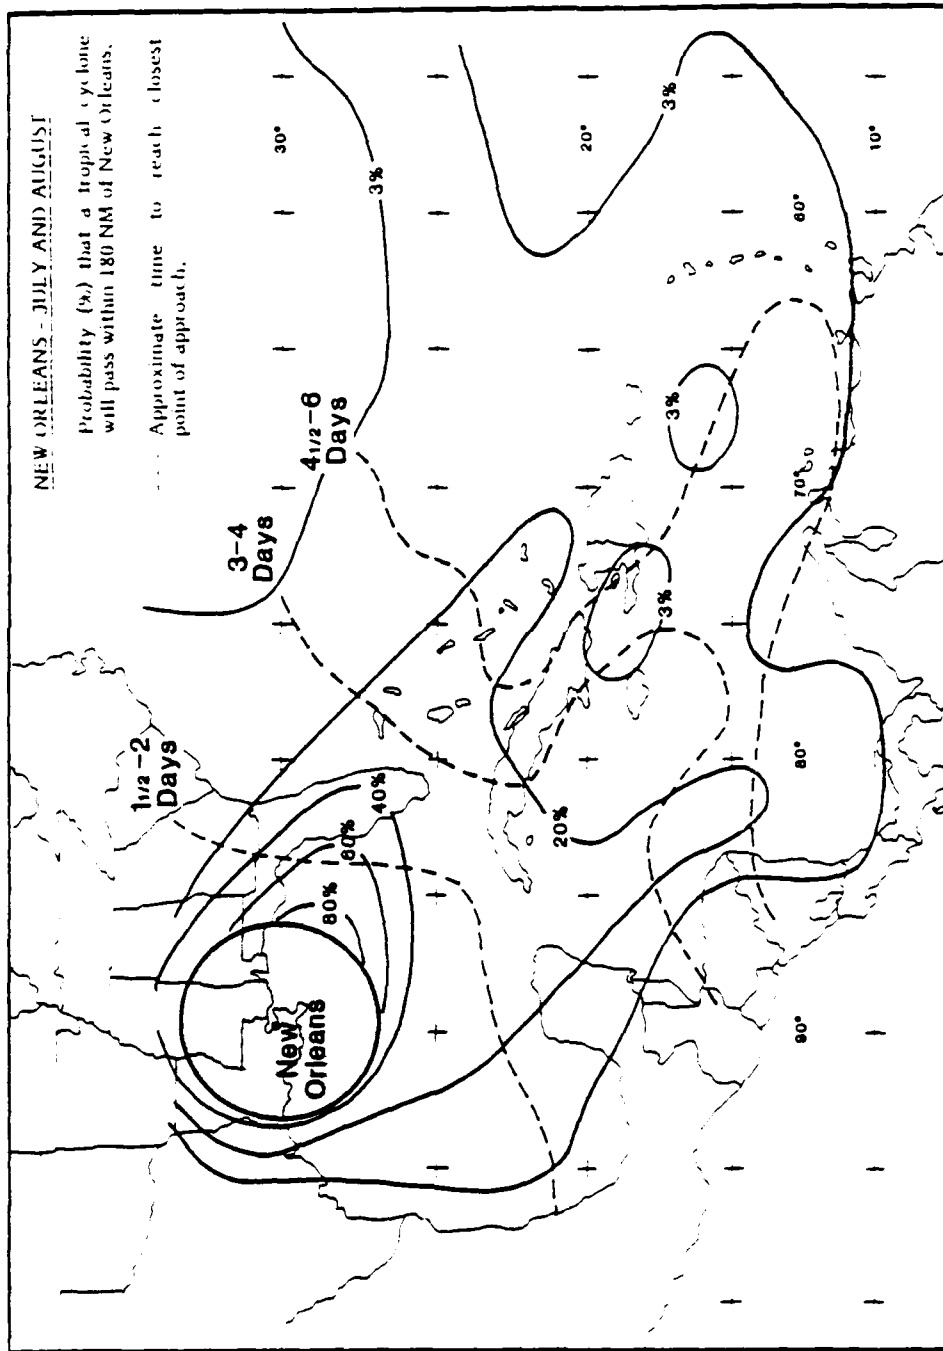 NEW ORLEANS - JULY AND AUGUST
Probability (%) that a tropical cyclone
will pass within 180 NM of New Orleans.
---- Approximate time to reach closest
point of approach.
1 1/2-2
Days
3-4
Days
4 1/2-6
Days
30°
3%
3%
20°
10°
60°
3%
70°
3%
80°
20%
40%
60%
80%
New
Orleans
90°